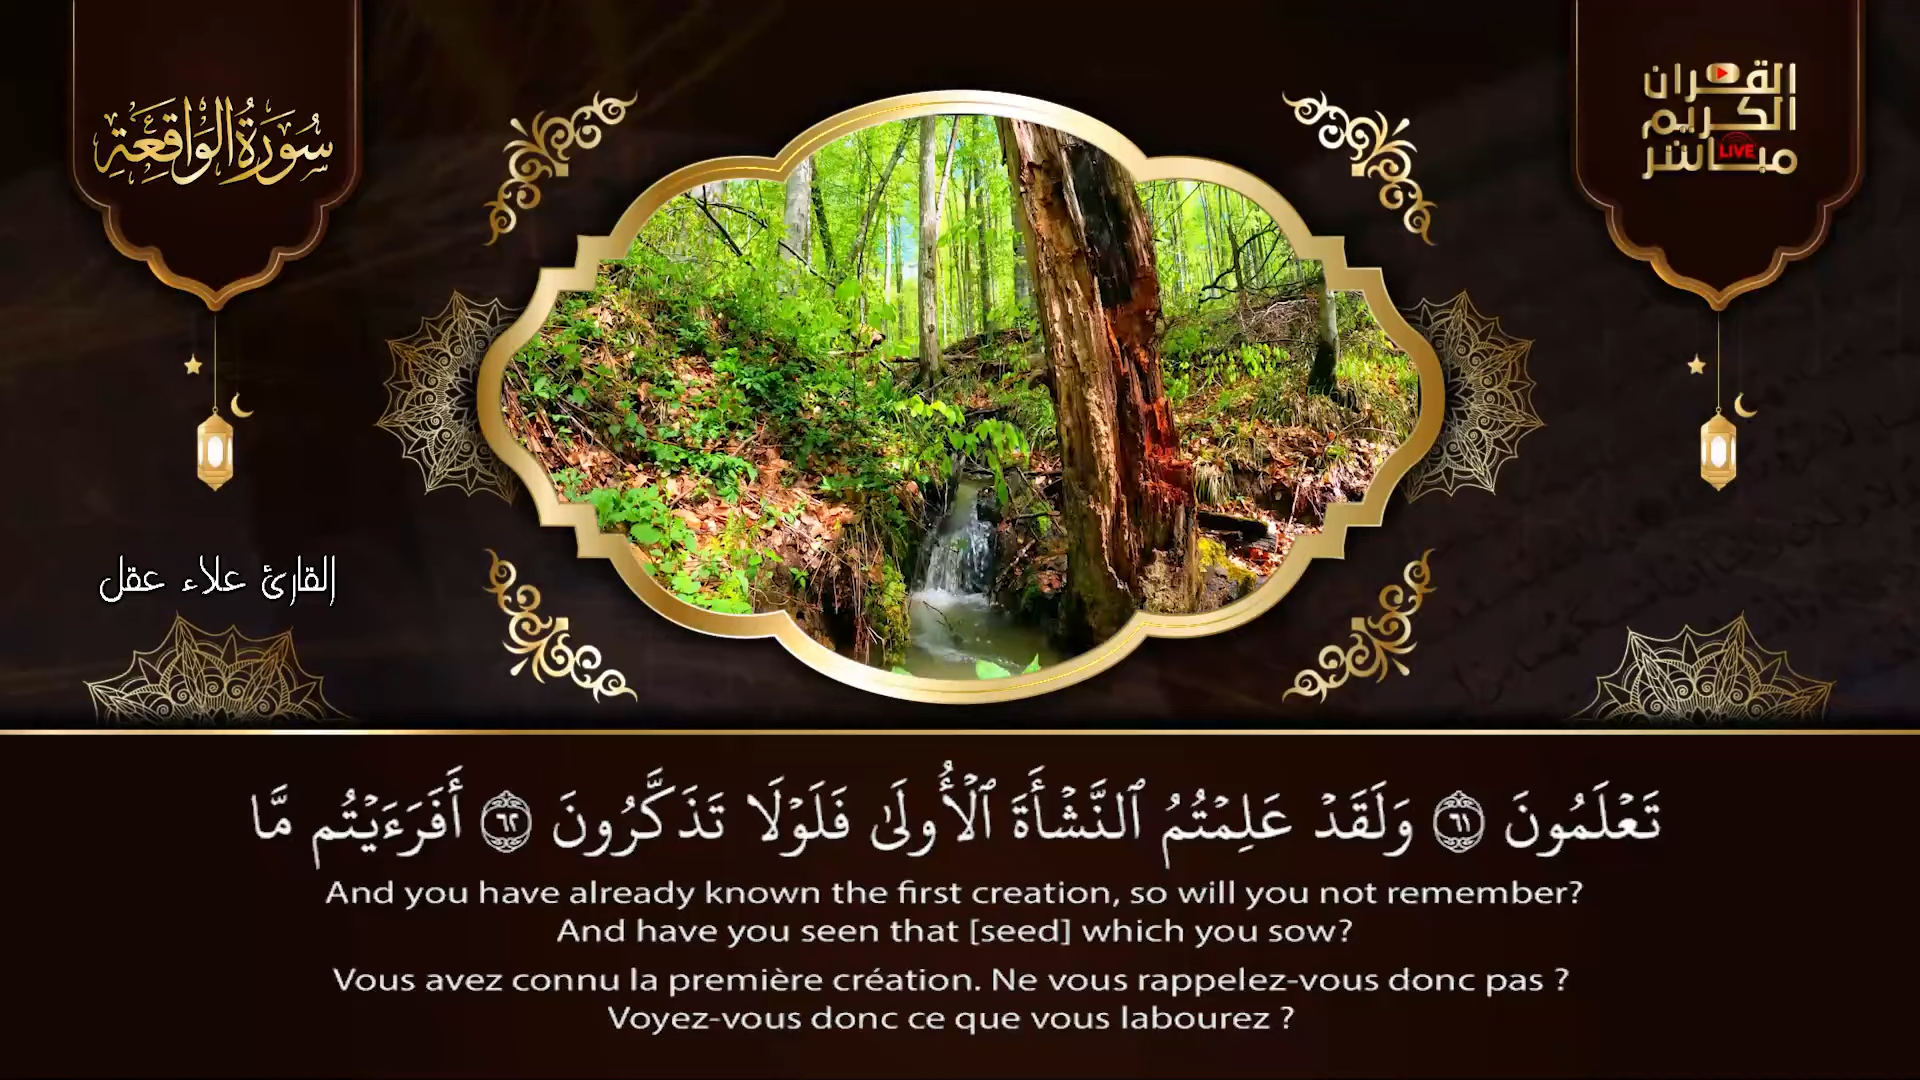 سُورَةُ الوَاقِعَةِ
القرآن
الكريم
مباشر
LIVE
القارئ علاء عقل
تَعۡلَمُونَ ٦١ وَلَقَدۡ عَلِمۡتُمُ ٱلنَّشۡأَةَ ٱلۡأُولَىٰ فَلَوۡلَا تَذَكَّرُونَ ٦٢ أَفَرَءَيۡتُم مَّا
And you have already known the first creation, so will you not remember?
And have you seen that [seed] which you sow?
Vous avez connu la première création. Ne vous rappelez-vous donc pas ?
Voyez-vous donc ce que vous labourez ?